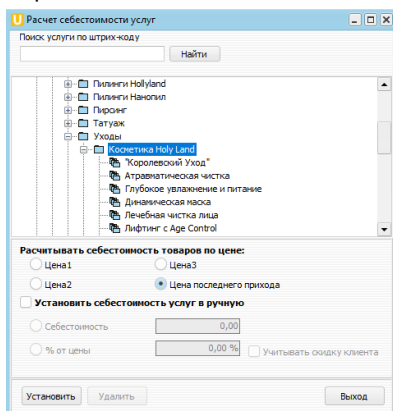 Расчет себестоимости услуг
Поиск услуги по штрих-коду
Найти
Пилинги Hollyland
Пилинги Нанопил
Пирсинг
Татуаж
Уходы
Косметика Holy Land
"Королевский Уход"
Атравматическая чистка
Глубокое увлажнение и питание
Динамическая маска
Лечебная чистка лица
Лифтинг с Age Control
Расчитывать себестоимость товаров по цене:
Цена1 Цена3
Цена2 Цена последнего прихода
Установить себестоимость услуг в ручную
Себестоимость 0,00
% от цены 0,00 % Учитывать скидку клиента
Установить Удалить Выход